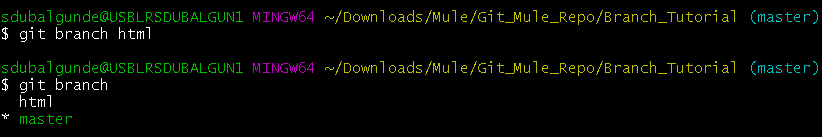 sdubalgunde@USBLRSDUBALGUN1 MINGW64 ~/Downloads/Mule/Git_Mule_Repo/Branch_Tutorial (master)
$ git branch html
sdubalgunde@USBLRSDUBALGUN1 MINGW64 ~/Downloads/Mule/Git_Mule_Repo/Branch_Tutorial (master)
$ git branch
  html
* master